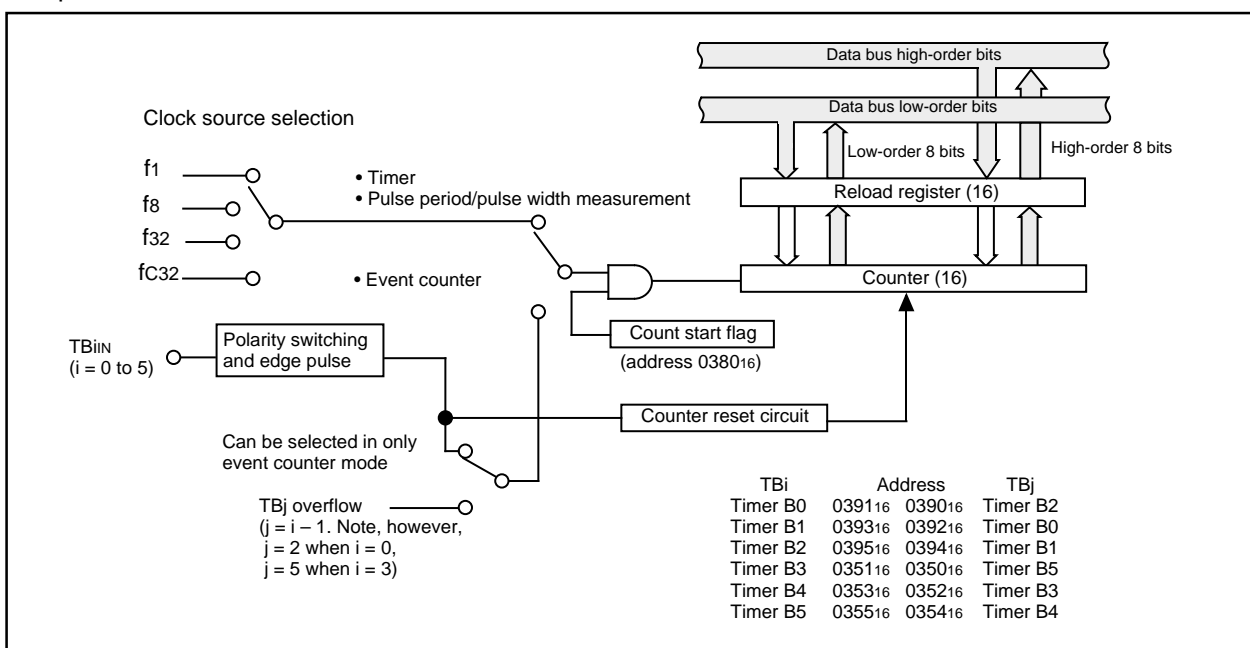 Data bus high-order bits
Data bus low-order bits
Clock source selection
Low-order 8 bits
High-order 8 bits
f1
• Timer
Reload register (16)
f8
• Pulse period/pulse width measurement
f32
fC32
• Event counter
Counter (16)
TBiIN
(i = 0 to 5)
Polarity switching
and edge pulse
Count start flag
(address 038016)
Counter reset circuit
Can be selected in only
event counter mode
TBj overflow
(j = i – 1. Note, however,
j = 2 when i = 0,
j = 5 when i = 3)
TBi Address TBj
Timer B0 039116 039016 Timer B2
Timer B1 039316 039216 Timer B0
Timer B2 039516 039416 Timer B1
Timer B3 035116 035016 Timer B5
Timer B4 035316 035216 Timer B3
Timer B5 035516 035416 Timer B4